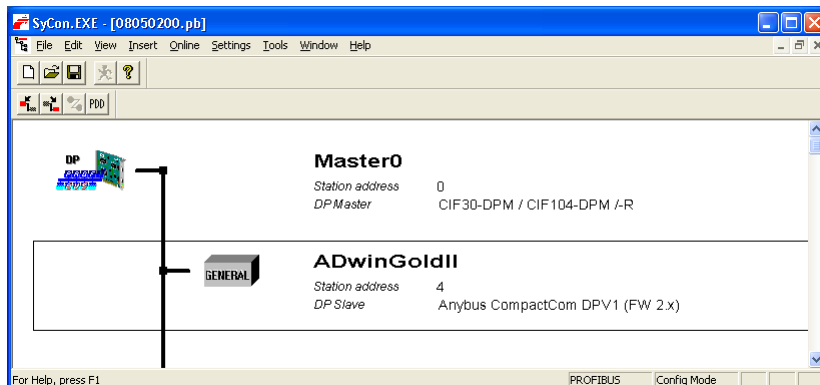 SyCon.EXE - [08050200.pb]
File Edit View Insert Online Settings Tools Window Help
PDD
DP
Master0
Station address 0
DP Master CIF30-DPM / CIF104-DPM /-R
GENERAL
ADwinGoldII
Station address 4
DP Slave Anybus CompactCom DPV1 (FW 2.x)
For Help, press F1 PROFIBUS Config Mode